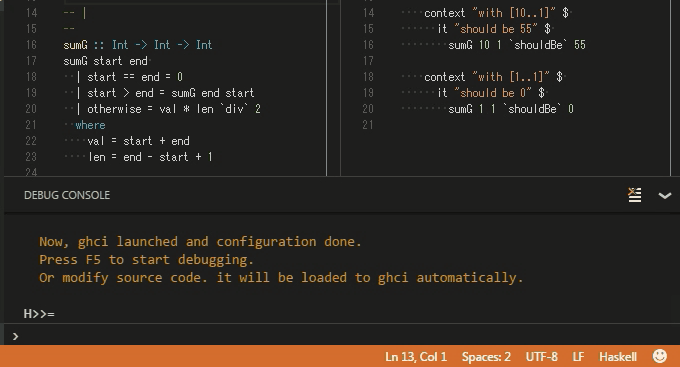 14 -- |
15 --
16 sumG :: Int -> Int -> Int
17 sumG start end
18 | start == end = 0
19 | start > end = sumG end start
20 | otherwise = val * len `div` 2
21 where
22 val = start + end
23 len = end - start + 1
24
14 context "with [10..1]" $
15 it "should be 55" $
16 sumG 10 1 `shouldBe` 55
17
18 context "with [1..1]" $
19 it "should be 0" $
20 sumG 1 1 `shouldBe` 0
21
DEBUG CONSOLE
Now, ghci launched and configuration done.
Press F5 to start debugging.
Or modify source code. it will be loaded to ghci automatically.
H>>=
>
Ln 13, Col 1 Spaces: 2 UTF-8 LF Haskell